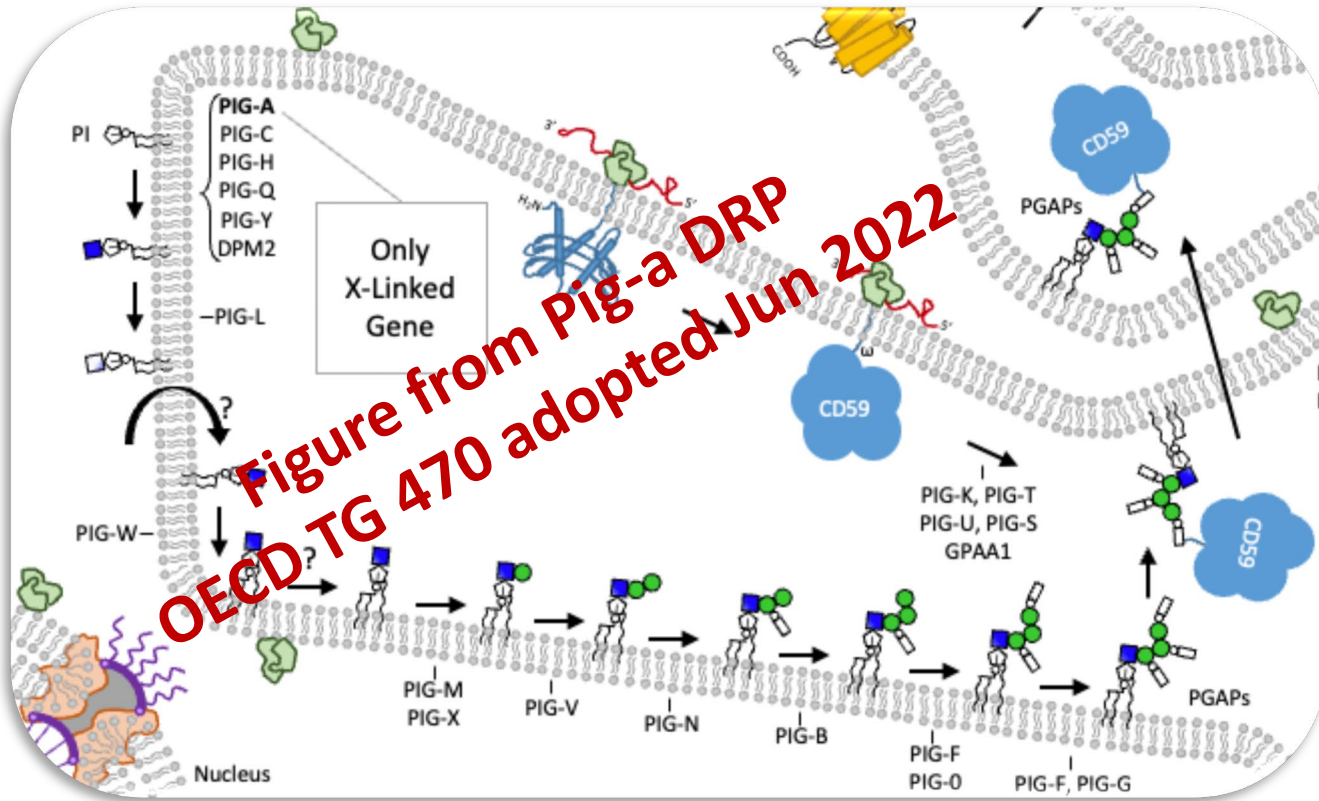 COOH
PI
PIG-A
PIG-C
PIG-H
PIG-Q
PIG-Y
DPM2
3'
5'
H₂N
CD59
PGAPs
Only
X-Linked
Gene
–PIG-L
?
Figure from Pig-a DRP
OECD TG 470 adopted Jun 2022
3'
5'
ω
CD59
PIG-K, PIG-T
PIG-U, PIG-S
GPAA1
CD59
PIG-W–
?
PIG-M
PIG-X
PIG-V
PIG-N
PIG-B
PIG-F
PIG-0
PIG-F, PIG-G
PGAPs
Nucleus